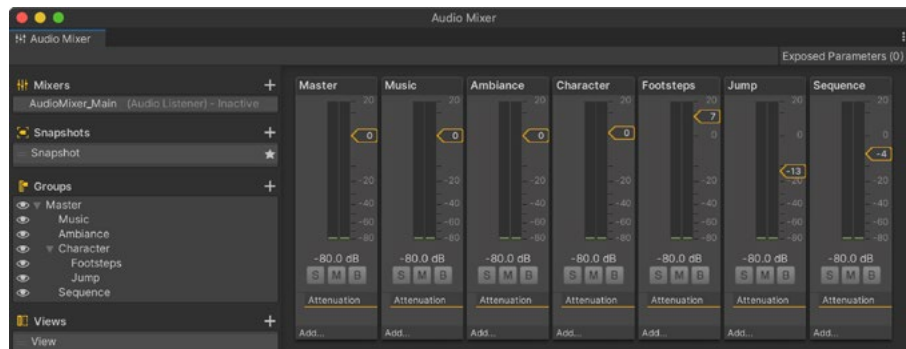 Audio Mixer
Audio Mixer
Exposed Parameters (0)
Mixers +
AudioMixer_Main (Audio Listener) - Inactive
Snapshots +
Snapshot
Groups +
Master
Music
Ambiance
Character
Footsteps
Jump
Sequence
Views +
View
Master Music Ambiance Character Footsteps Jump Sequence
20 20 20 20 20 20 20
7
0 0 0 0 0 0 0
-4
-13
-20 -20 -20 -20 -20 -20 -20
-40 -40 -40 -40 -40 -40 -40
-60 -60 -60 -60 -60 -60 -60
-80 -80 -80 -80 -80 -80 -80
-80.0 dB -80.0 dB -80.0 dB -80.0 dB -80.0 dB -80.0 dB -80.0 dB
S M B S M B S M B S M B S M B S M B S M B
Attenuation Attenuation Attenuation Attenuation Attenuation Attenuation Attenuation
Add... Add... Add... Add... Add... Add... Add...